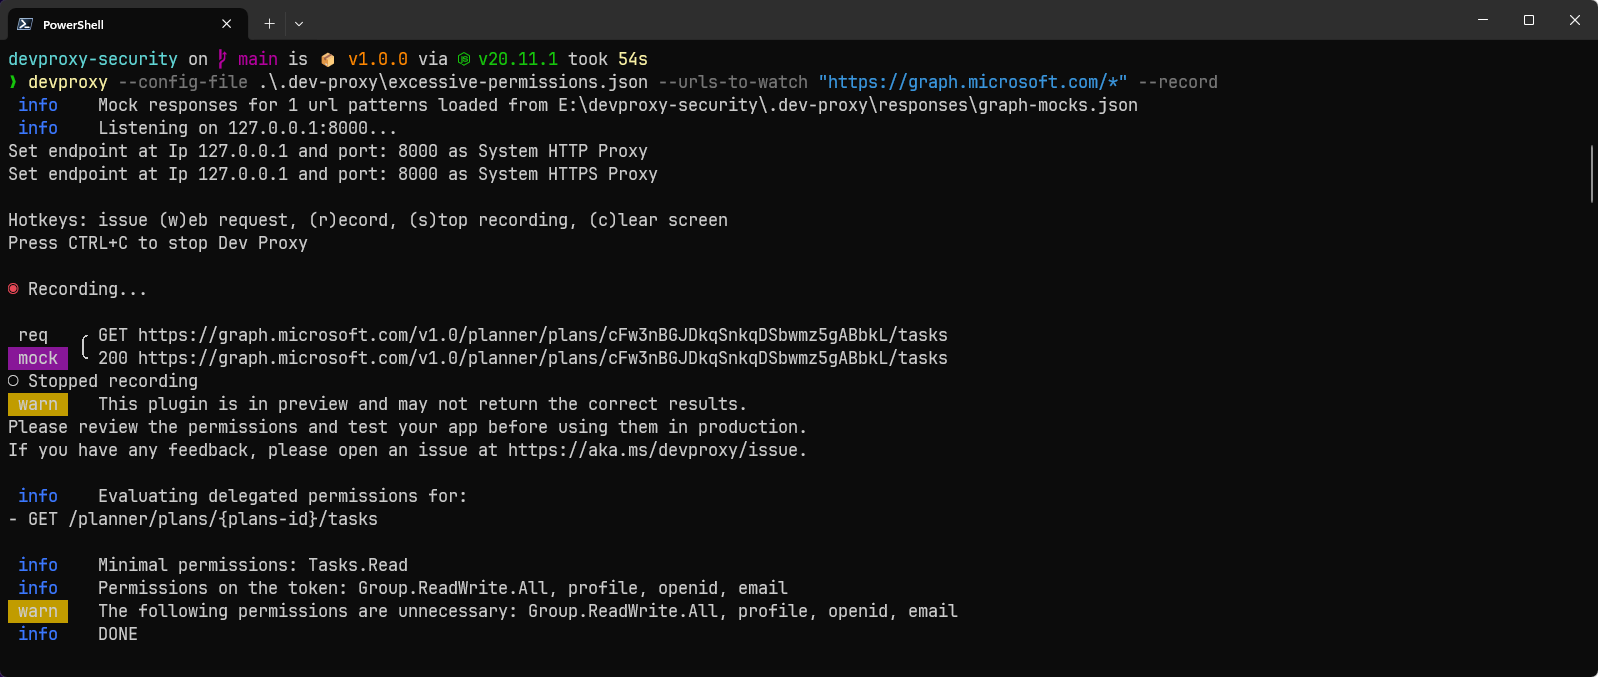 PowerShell
devproxy-security on main is v1.0.0 via v20.11.1 took 54s
❱ devproxy --config-file .\.dev-proxy\excessive-permissions.json --urls-to-watch "https://graph.microsoft.com/*" --record
info Mock responses for 1 url patterns loaded from E:\devproxy-security\.dev-proxy\responses\graph-mocks.json
info Listening on 127.0.0.1:8000...
Set endpoint at Ip 127.0.0.1 and port: 8000 as System HTTP Proxy
Set endpoint at Ip 127.0.0.1 and port: 8000 as System HTTPS Proxy
Hotkeys: issue (w)eb request, (r)ecord, (s)top recording, (c)lear screen
Press CTRL+C to stop Dev Proxy
◉ Recording...
req ╭ GET https://graph.microsoft.com/v1.0/planner/plans/cFw3nBGJDkqSnkqDSbwmz5gABbkL/tasks
mock ╰ 200 https://graph.microsoft.com/v1.0/planner/plans/cFw3nBGJDkqSnkqDSbwmz5gABbkL/tasks
○ Stopped recording
warn This plugin is in preview and may not return the correct results.
Please review the permissions and test your app before using them in production.
If you have any feedback, please open an issue at https://aka.ms/devproxy/issue.
info Evaluating delegated permissions for:
- GET /planner/plans/{plans-id}/tasks
info Minimal permissions: Tasks.Read
info Permissions on the token: Group.ReadWrite.All, profile, openid, email
warn The following permissions are unnecessary: Group.ReadWrite.All, profile, openid, email
info DONE